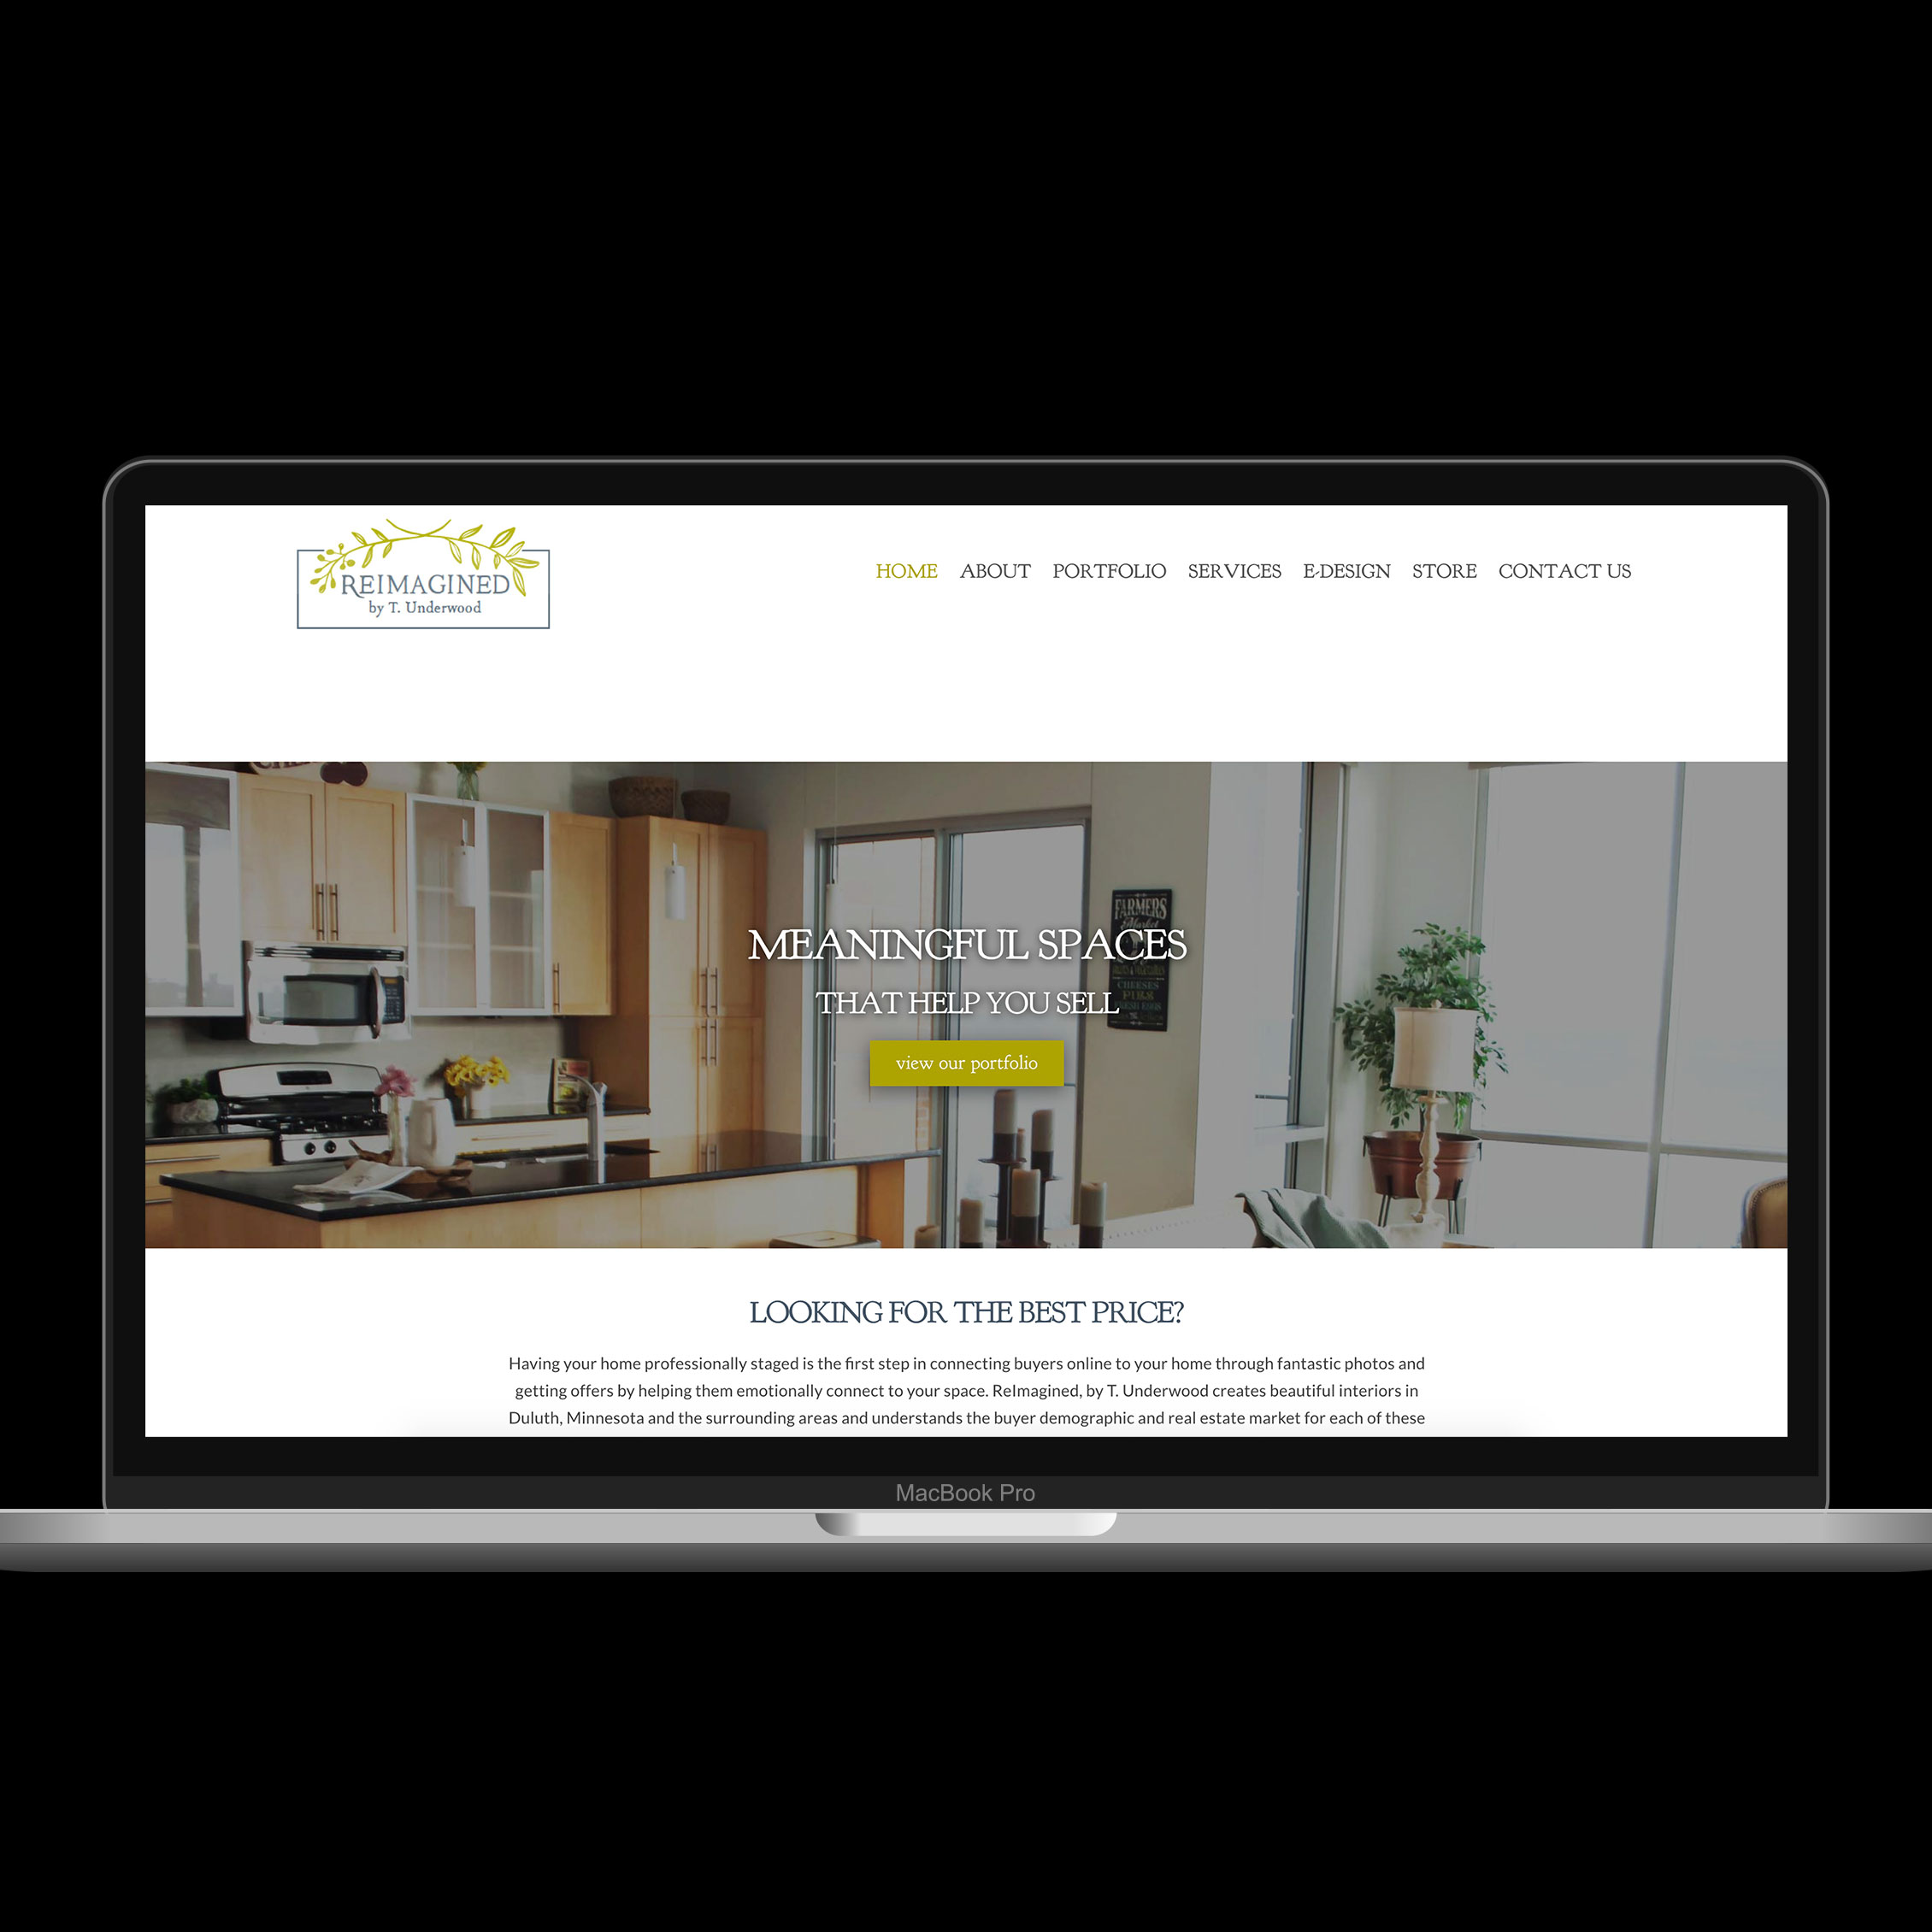 REIMAGINED
by T. Underwood
HOME ABOUT PORTFOLIO SERVICES E-DESIGN STORE CONTACT US
FARMERS
Market
CHEESES
PIES
FRESH EGGS
MEANINGFUL SPACES
THAT HELP YOU SELL
view our portfolio
LOOKING FOR THE BEST PRICE?
Having your home professionally staged is the first step in connecting buyers online to your home through fantastic photos and
getting offers by helping them emotionally connect to your space. ReImagined, by T. Underwood creates beautiful interiors in
Duluth, Minnesota and the surrounding areas and understands the buyer demographic and real estate market for each of these
MacBook Pro